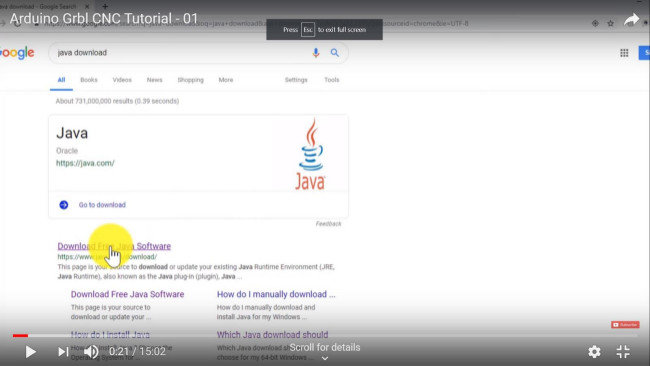 Java download - Google Search
Arduino Grbl CNC Tutorial - 01
Press Esc to exit full screen
oogle
java download
All Books Videos News Shopping More Settings Tools
About 731,000,000 results (0.39 seconds)
Java
Oracle
https://java.com/
Java
Go to download
Feedback
Download Free Java Software
download/
This page is your source to download or update your existing Java Runtime Environment (JRE,
Java Runtime), also known as the Java plug-in (plugin), Java ...
Download Free Java Software
This page is your source to
download or update your ...
How do I manually download ...
How do I manually download and
install Java for my Windows ...
How do I install Java
Operating System for ...
Which Java download should
Which Java download should
choose for my 64-bit Windows ...
Subscribe
0:21 / 15:02
Scroll for details